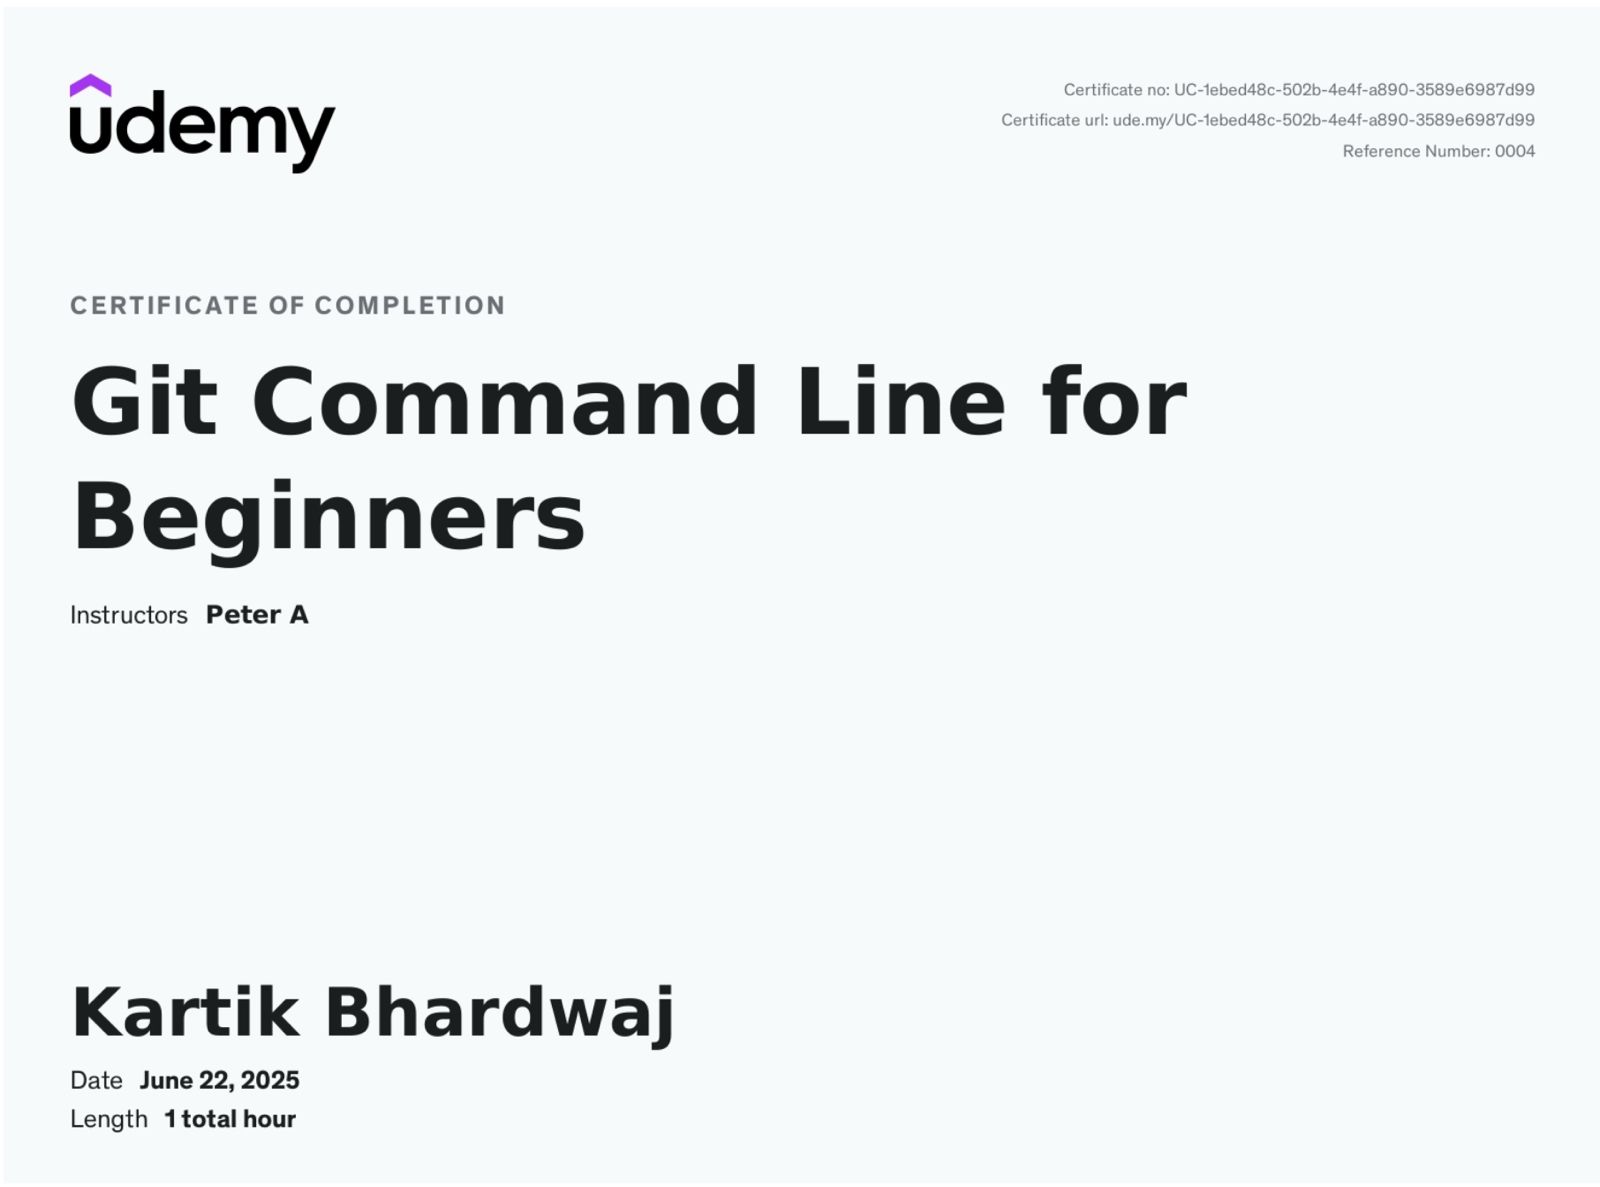 udemy
Certificate no: UC-1ebed48c-502b-4e4f-a890-3589e6987d99
Certificate url: ude.my/UC-1ebed48c-502b-4e4f-a890-3589e6987d99
Reference Number: 0004
CERTIFICATE OF COMPLETION
Git Command Line for
Beginners
Instructors Peter A
Kartik Bhardwaj
Date June 22, 2025
Length 1 total hour